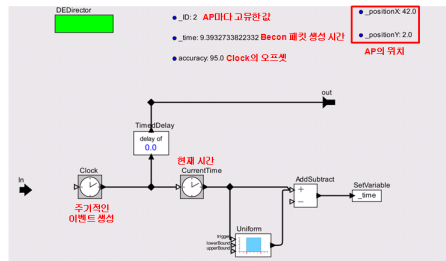 DEDirector
_ID: 2 AP마다 고유한 값
_positionX: 42.0
_time: 9.3932733822332 Becon 패킷 생성 시간
_positionY: 2.0
accuracy: 95.0 Clock의 오프셋
AP의 위치
out
TimedDelay
delay of
0.0
현재 시간
In
Clock
CurrentTime
AddSubtract
SetVariable
+
_time
–
주기적인
이벤트 생성
Uniform
trigger
lowerBound
upperBound